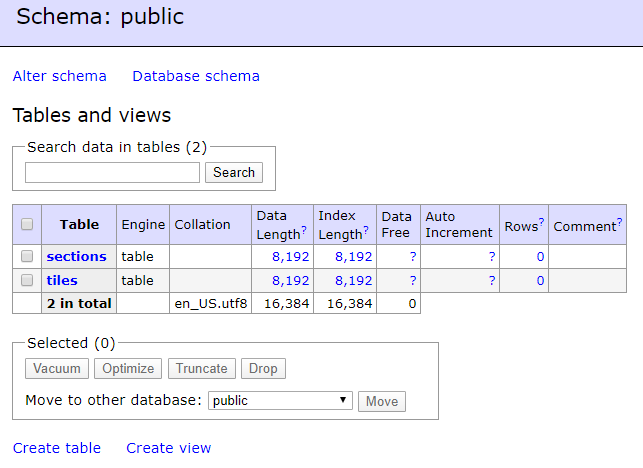 Schema: public
Alter schema Database schema
Tables and views
Search data in tables (2)
Search
Table Engine Collation Data Length? Index Length? Data Free Auto Increment Rows? Comment?
sections table 8,192 8,192 ? ? 0
tiles table 8,192 8,192 ? ? 0
2 in total en_US.utf8 16,384 16,384 0
Selected (0)
Vacuum Optimize Truncate Drop
Move to other database: public Move
Create table Create view